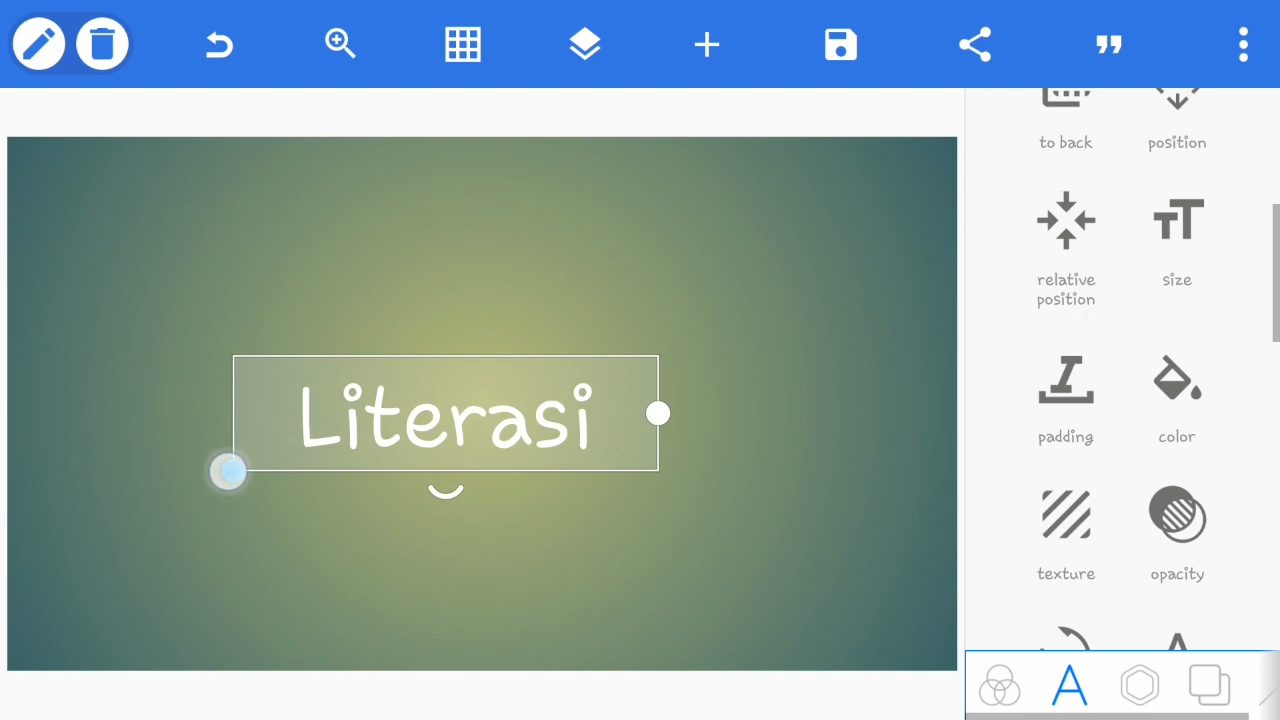 to back
position
relative
position
size
Literasi
padding
color
texture
opacity